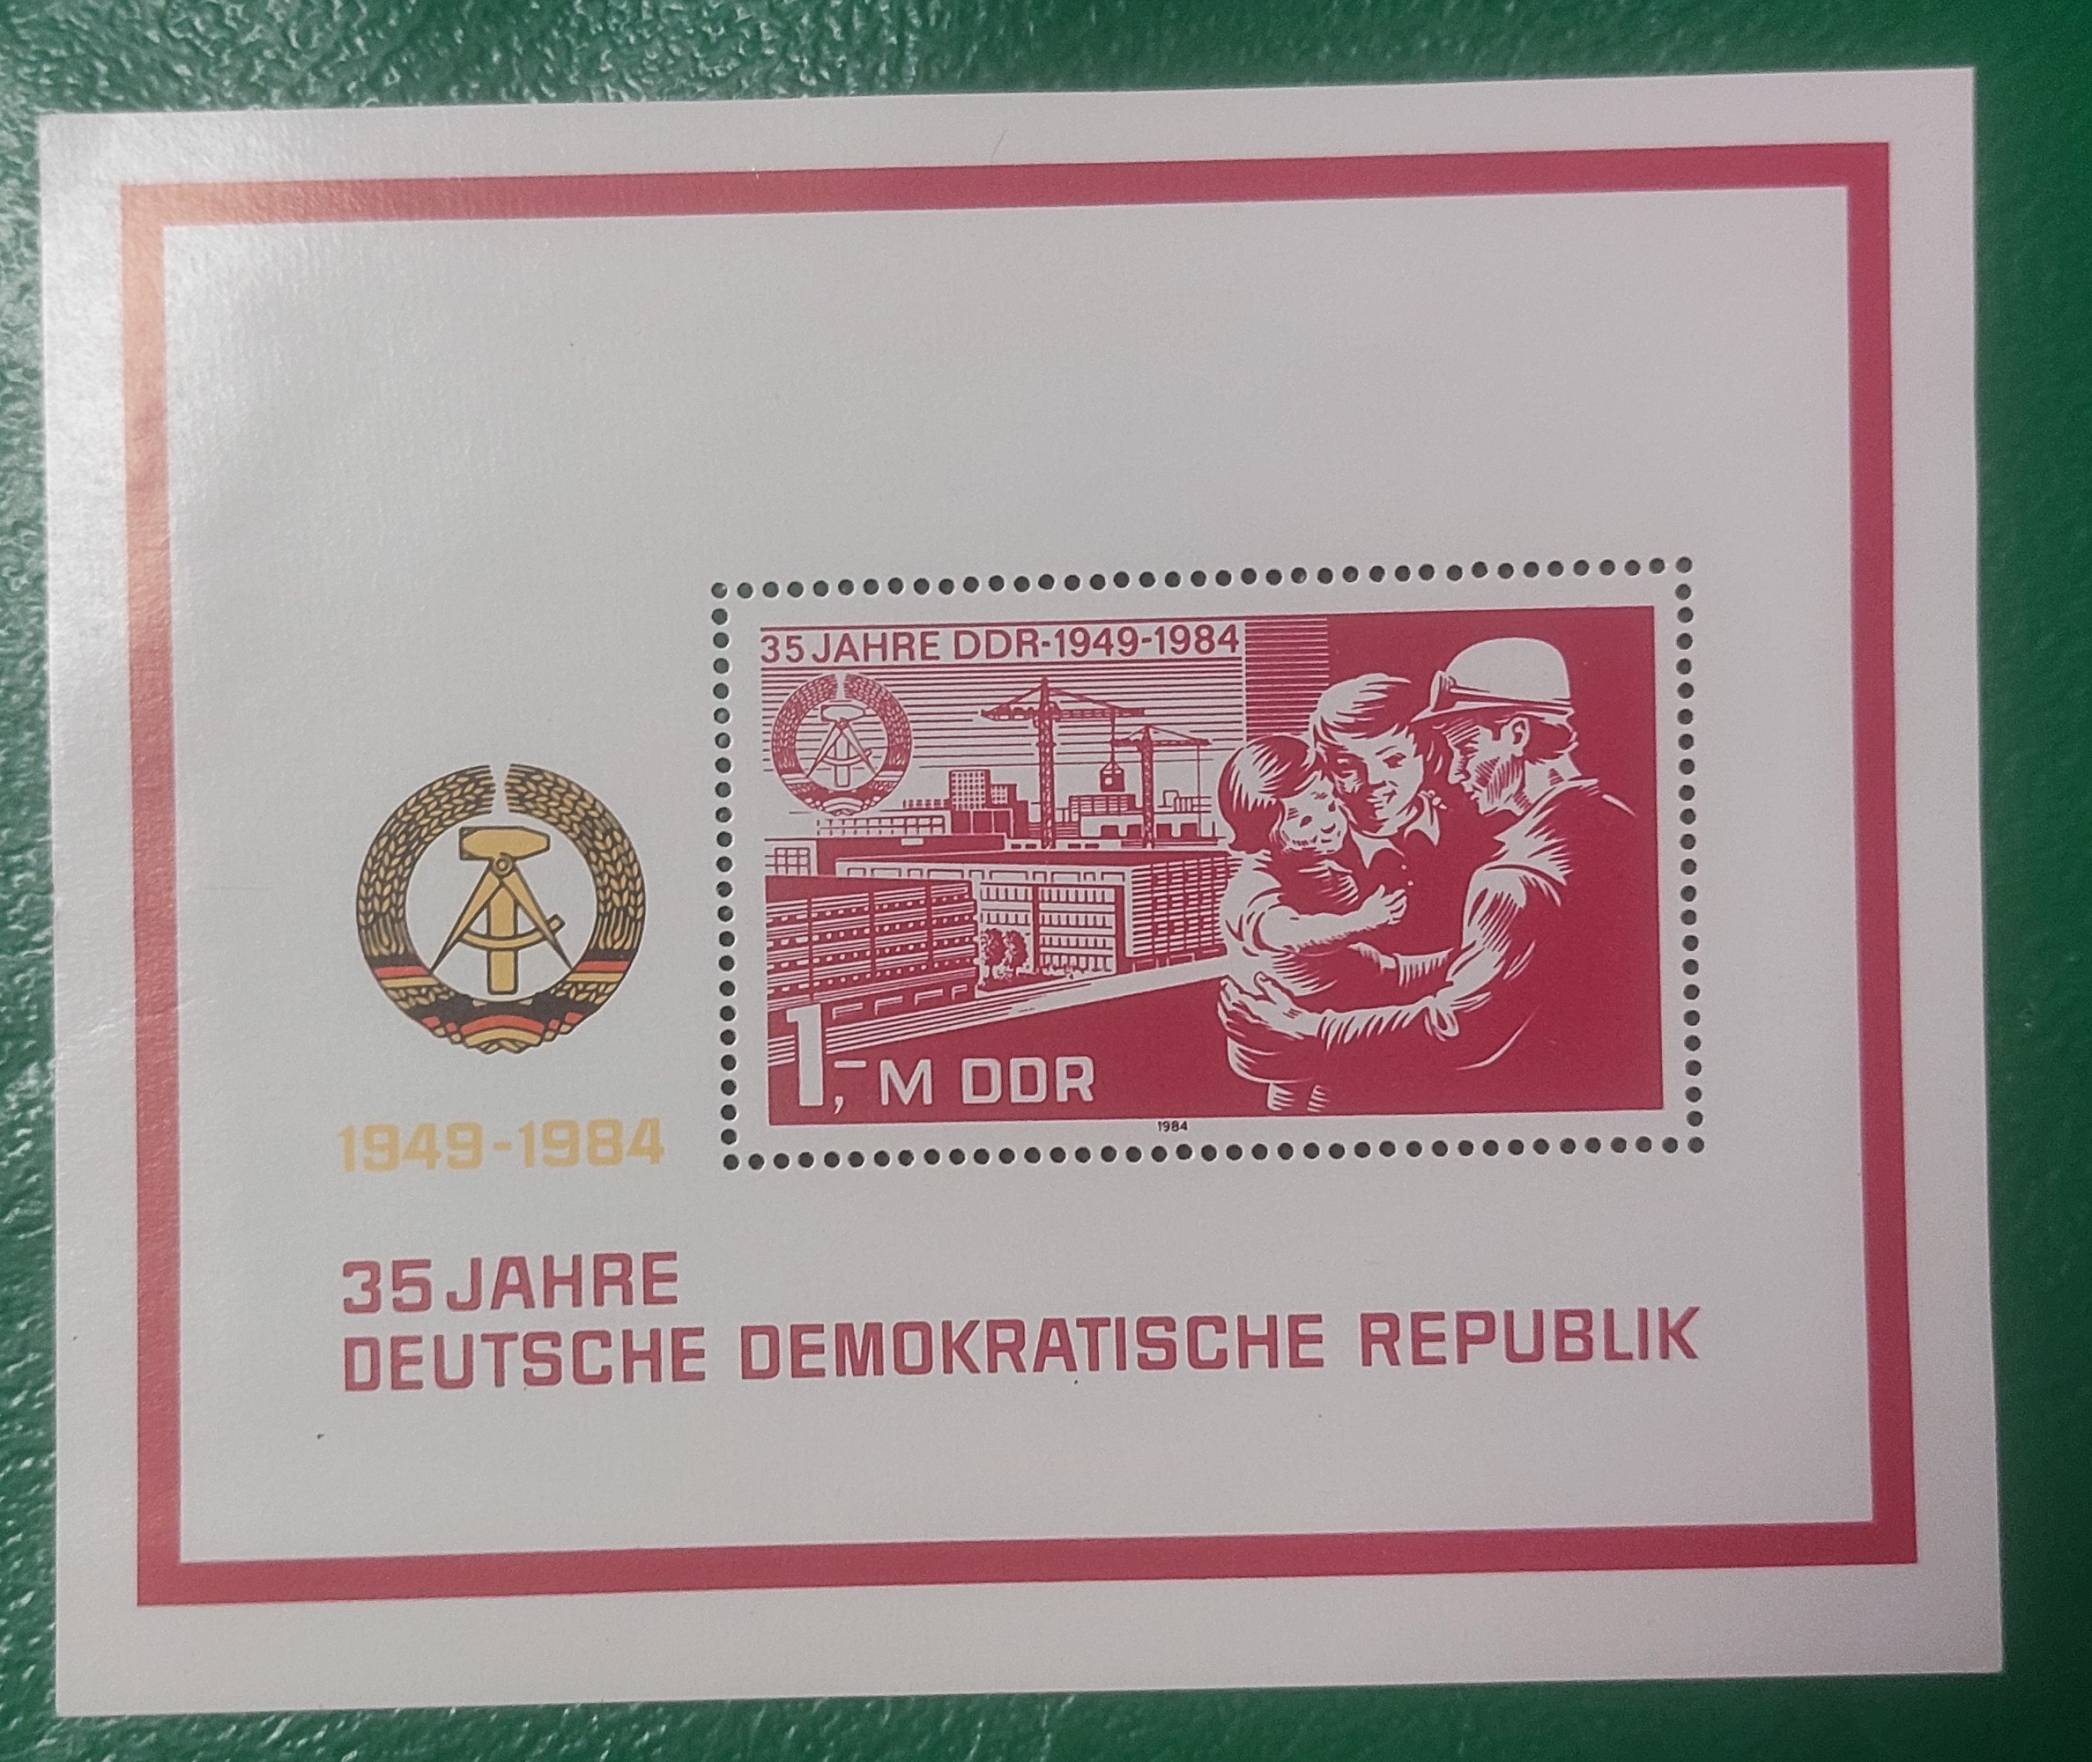 35 JAHRE DDR-1949-1984
1,- M DDR
1984
1949-1984
35 JAHRE
DEUTSCHE DEMOKRATISCHE REPUBLIK